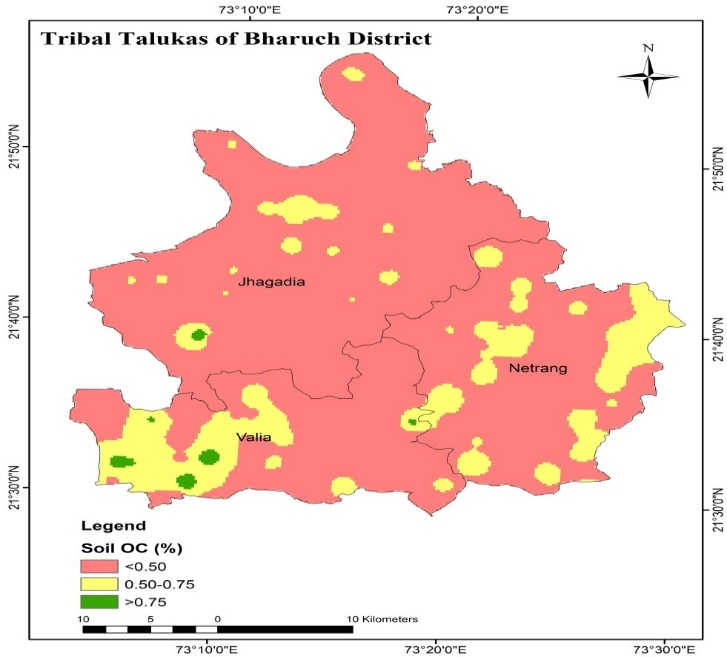 73°10'0"E 73°20'0"E
Tribal Talukas of Bharuch District
N
21°50'0"N
21°50'0"N
Jhagadia
21°40'0"N
21°40'0"N
Netrang
Valia
21°30'0"N
21°30'0"N
Legend
Soil OC (%)
<0.50
0.50-0.75
>0.75
10 5 0 10 Kilometers
73°10'0"E 73°20'0"E 73°30'0"E